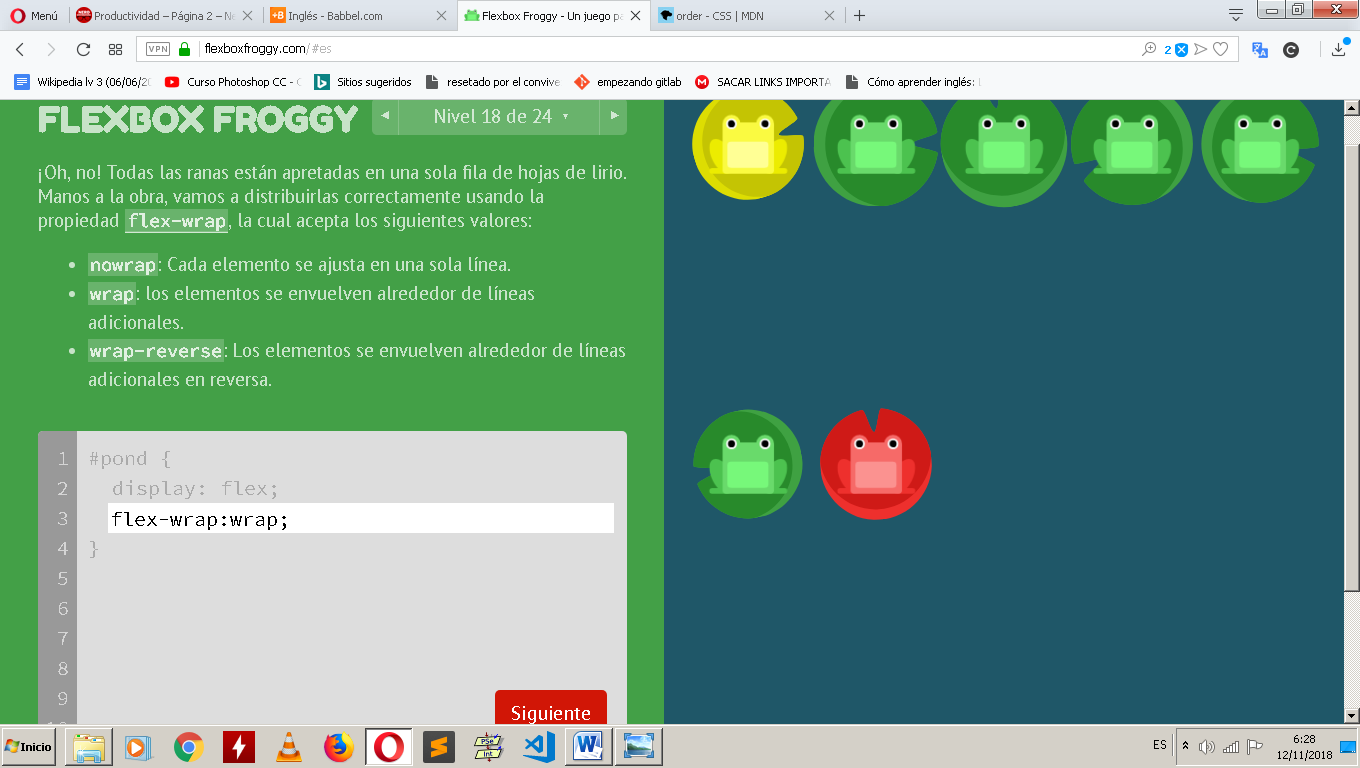 Menú
Productividad – Página 2 – Ne
Inglés - Babbel.com
Flexbox Froggy - Un juego pa
order - CSS | MDN
VPN
flexboxfroggy.com/#es
2
Wikipedia lv 3 (06/06/20
Curso Photoshop CC - C
Sitios sugeridos
resetado por el convive
empezando gitlab
SACAR LINKS IMPORTA
Cómo aprender inglés:
FLEXBOX FROGGY
Nivel 18 de 24
¡Oh, no! Todas las ranas están apretadas en una sola fila de hojas de lirio.
Manos a la obra, vamos a distribuirlas correctamente usando la
propiedad flex-wrap, la cual acepta los siguientes valores:
• nowrap: Cada elemento se ajusta en una sola línea.
• wrap: los elementos se envuelven alrededor de líneas
adicionales.
• wrap-reverse: Los elementos se envuelven alrededor de líneas
adicionales en reversa.
1 #pond {
2 display: flex;
3 flex-wrap:wrap;
4 }
5
6
7
8
9
10
Siguiente
Inicio
PSe
Int
ES
6:28
12/11/2018